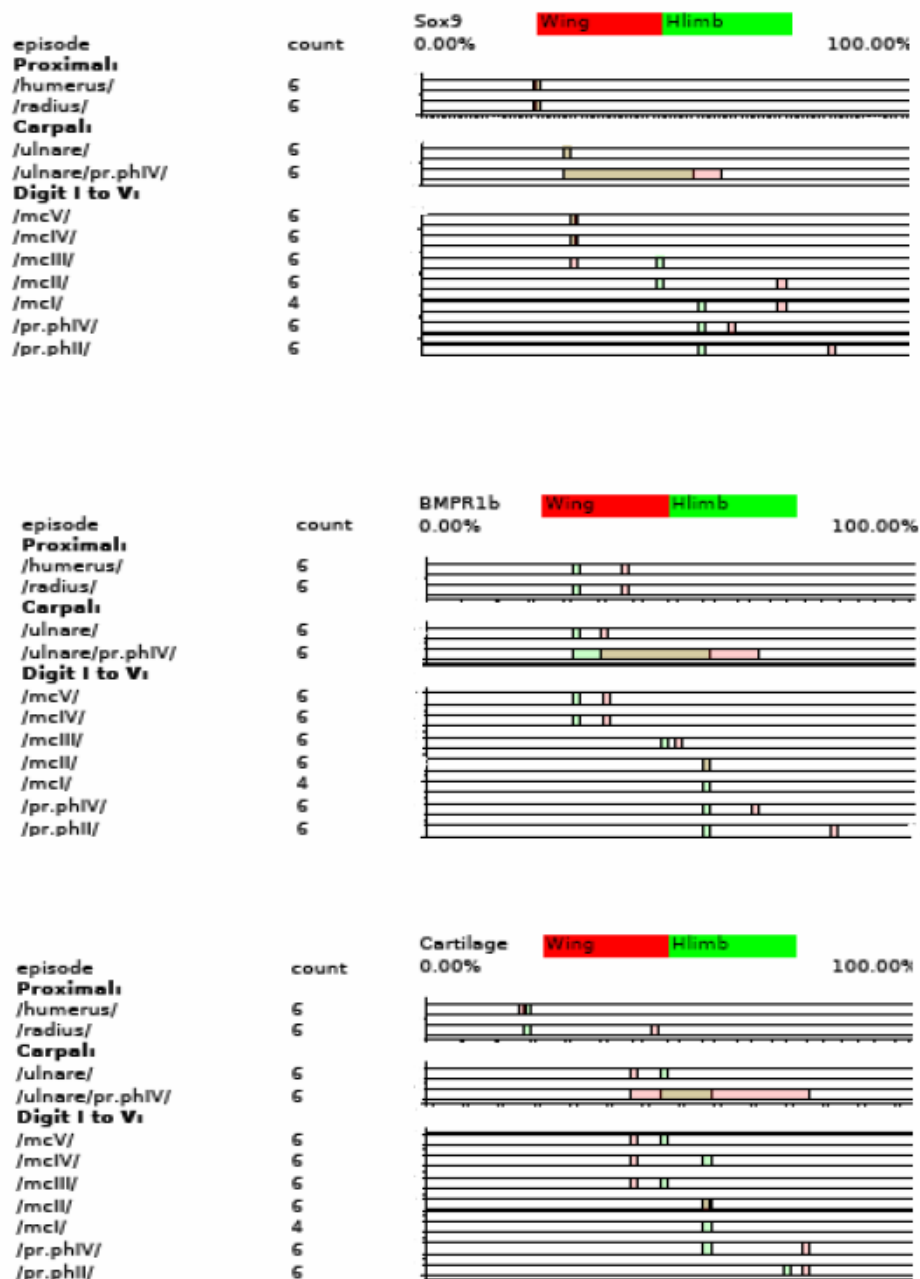 Sox9 Wing Hlimb
episode count 0.00% 100.00%
Proximal:
/humerus/ 6
/radius/ 6
Carpal:
/ulnare/ 6
/ulnare/pr.phIV/ 6
Digit I to V:
/mcV/ 6
/mcIV/ 6
/mcIII/ 6
/mcII/ 6
/mcI/ 4
/pr.phIV/ 6
/pr.phII/ 6
BMPR1b Wing Hlimb
episode count 0.00% 100.00%
Proximal:
/humerus/ 6
/radius/ 6
Carpal:
/ulnare/ 6
/ulnare/pr.phIV/ 6
Digit I to V:
/mcV/ 6
/mcIV/ 6
/mcIII/ 6
/mcII/ 6
/mcI/ 4
/pr.phIV/ 6
/pr.phII/ 6
Cartilage Wing Hlimb
episode count 0.00% 100.00%
Proximal:
/humerus/ 6
/radius/ 6
Carpal:
/ulnare/ 6
/ulnare/pr.phIV/ 6
Digit I to V:
/mcV/ 6
/mcIV/ 6
/mcIII/ 6
/mcII/ 6
/mcI/ 4
/pr.phIV/ 6
/pr.phII/ 6